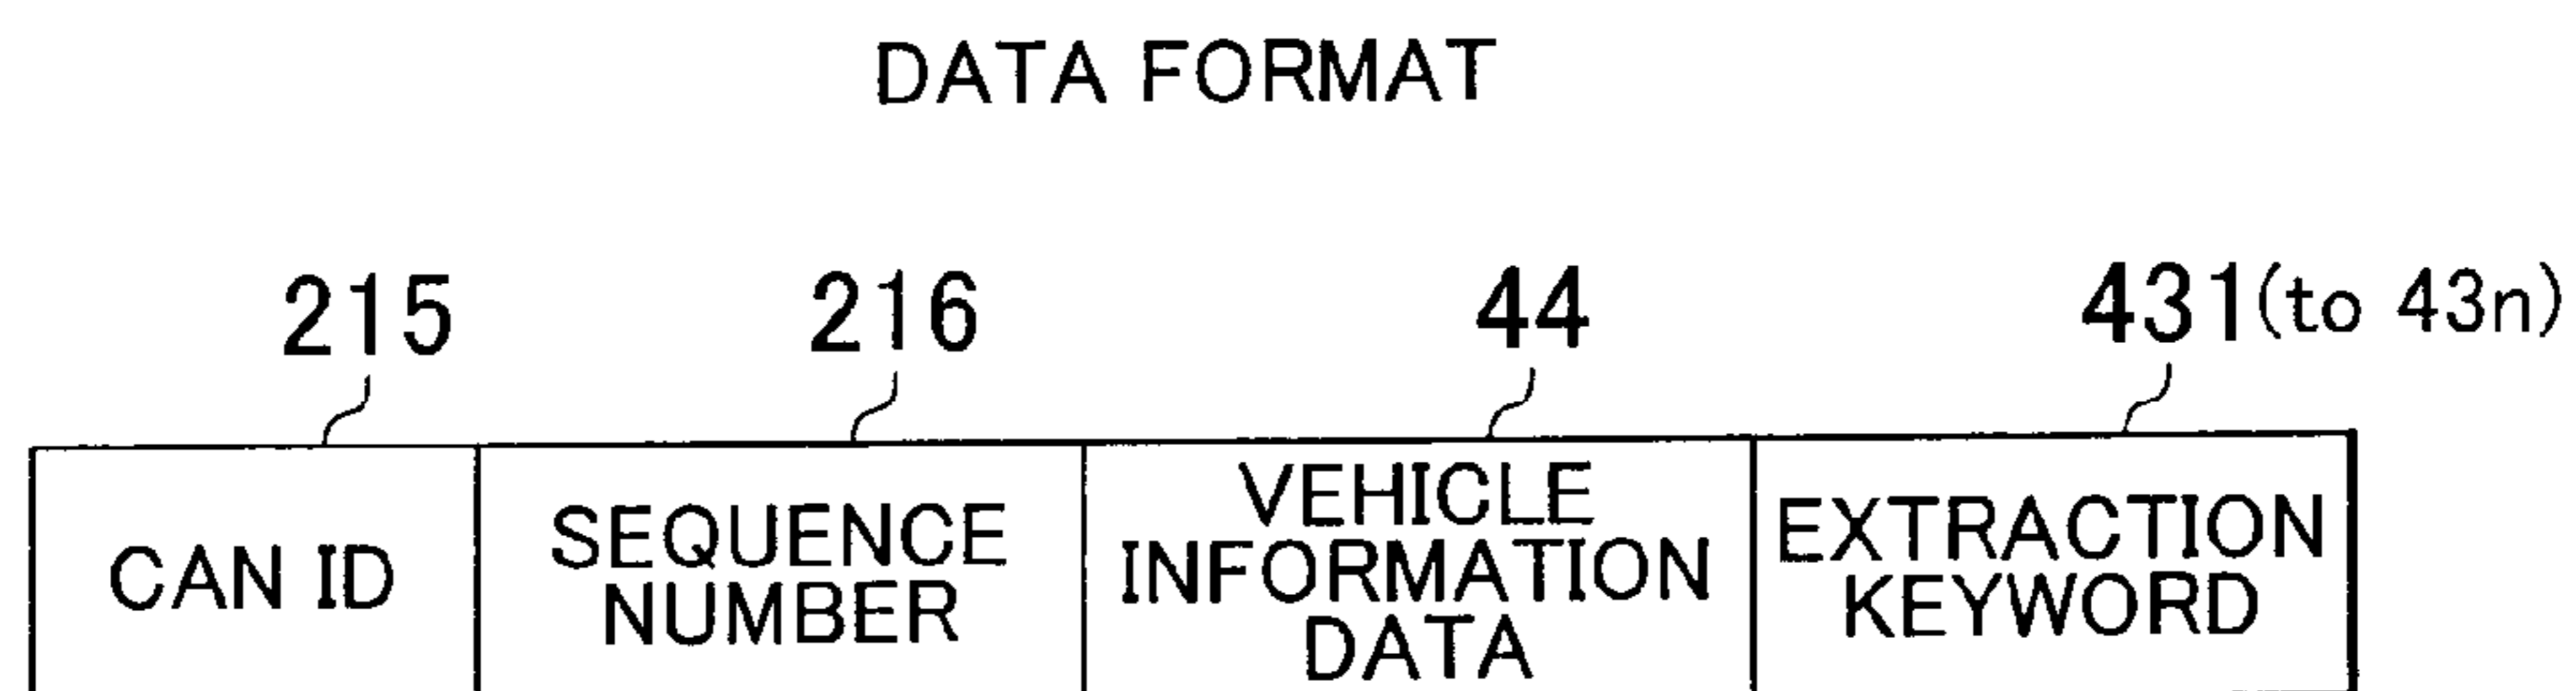 DATA FORMAT
215 216 44 431(to 43n)
CAN ID
SEQUENCE
NUMBER
VEHICLE
INFORMATION
DATA
EXTRACTION
KEYWORD